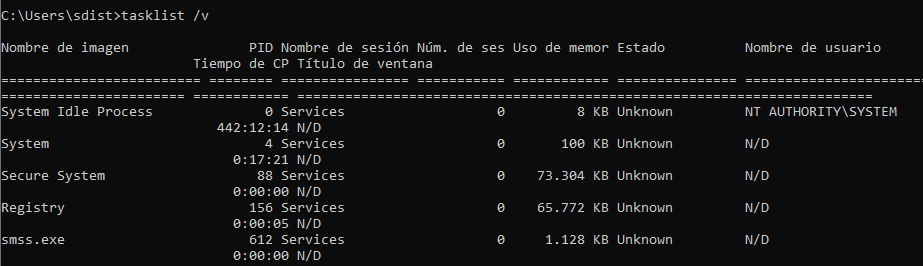 C:\Users\sdist>tasklist /v
Nombre de imagen               PID Nombre de sesión Núm. de ses Uso de memor Estado          Nombre de usuario
                        Tiempo de CP Título de ventana
========================= ======== ================ =========== ============ =============== =======================
======================= ============ ========================================================================
System Idle Process              0 Services                   0         8 KB Unknown         NT AUTHORITY\SYSTEM
                           442:12:14 N/D
System                           4 Services                   0       100 KB Unknown         N/D
                             0:17:21 N/D
Secure System                   88 Services                   0    73.304 KB Unknown         N/D
                             0:00:00 N/D
Registry                       156 Services                   0    65.772 KB Unknown         N/D
                             0:00:05 N/D
smss.exe                       612 Services                   0     1.128 KB Unknown         N/D
                             0:00:00 N/D